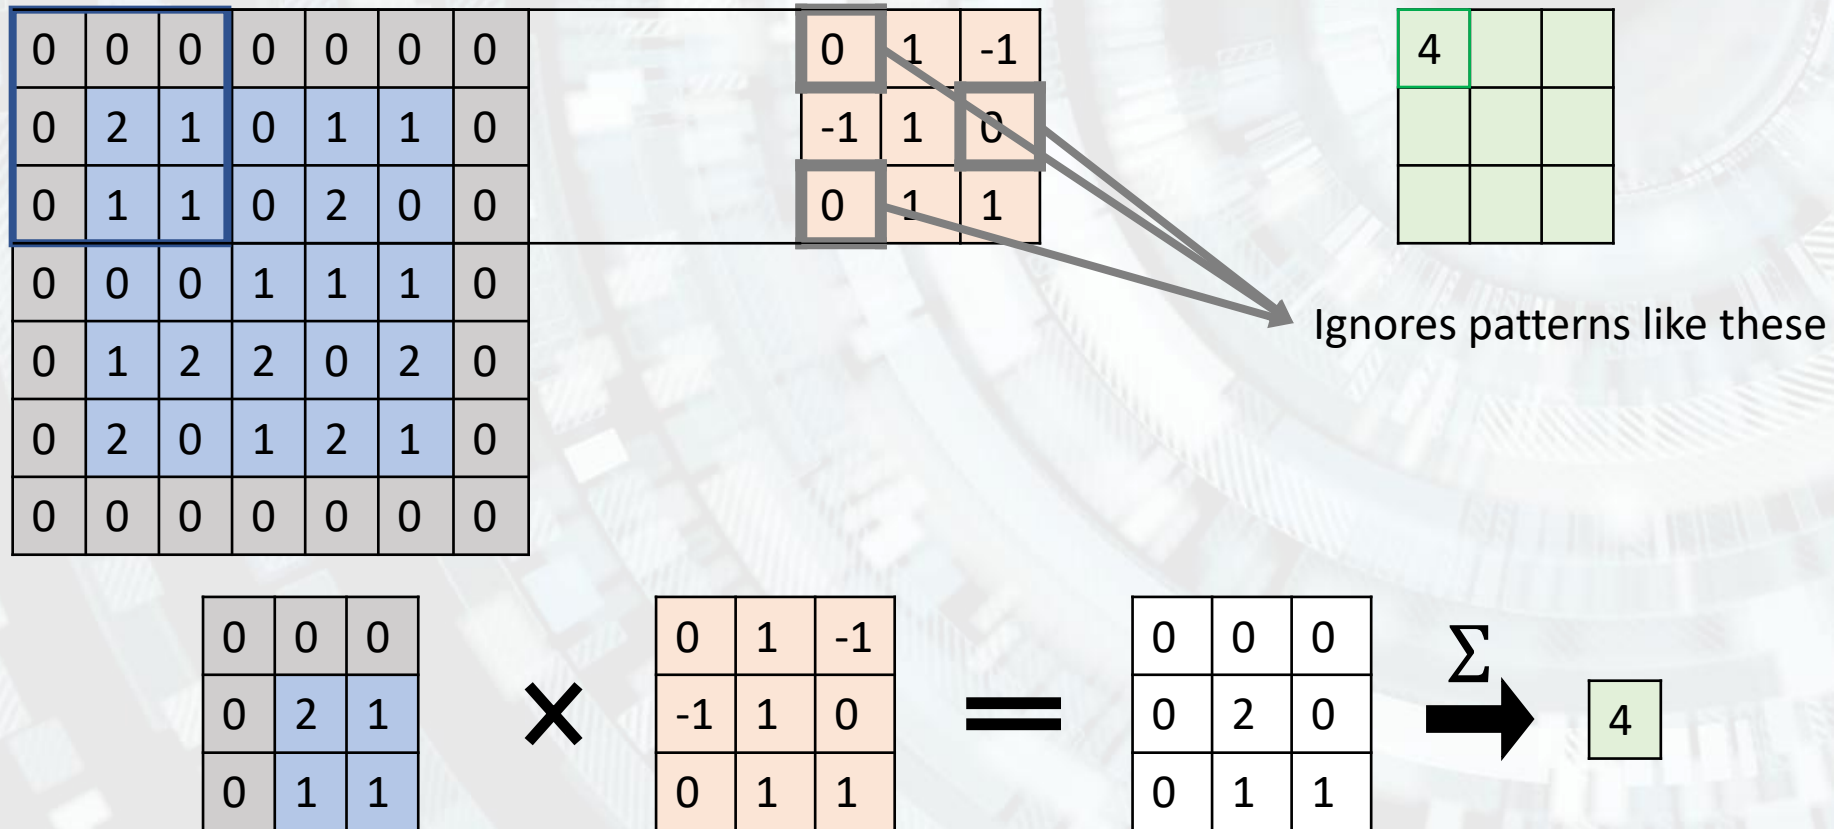 0 0 0 0 0 0 0 0 1 -1 4
0 2 1 0 1 1 0 -1 1 0
0 1 1 0 2 0 0 0 1 1
0 0 0 1 1 1 0
Ignores patterns like these
0 1 2 2 0 2 0
0 2 0 1 2 1 0
0 0 0 0 0 0 0
0 0 0 0 1 -1 0 0 0 Σ
0 2 1 × -1 1 0 = 0 2 0 4
0 1 1 0 1 1 0 1 1